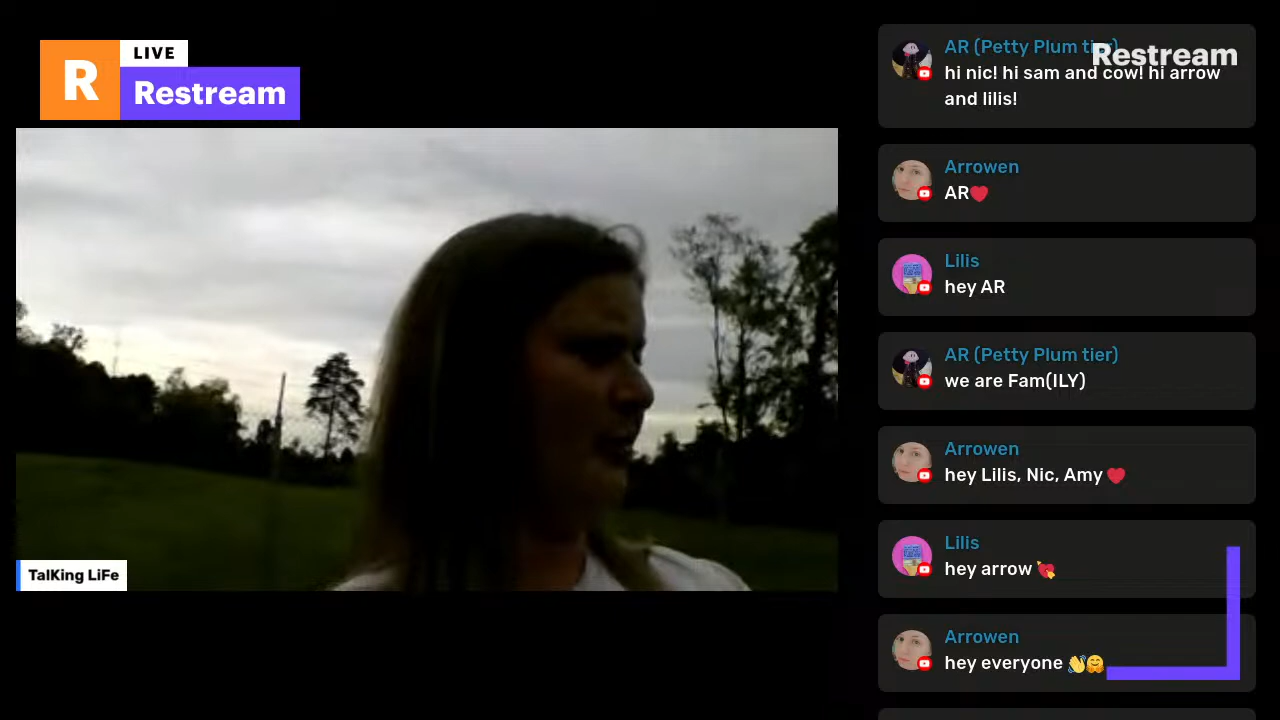 R
LIVE
Restream
TalKing LiFe
AR (Petty Plum tier)
Restream
hi nic! hi sam and cow! hi arrow
and lilis!
Arrowen
AR❤️
Lilis
hey AR
AR (Petty Plum tier)
we are Fam(ILY)
Arrowen
hey Lilis, Nic, Amy ❤️
Lilis
hey arrow 💘
Arrowen
hey everyone 👋🤗